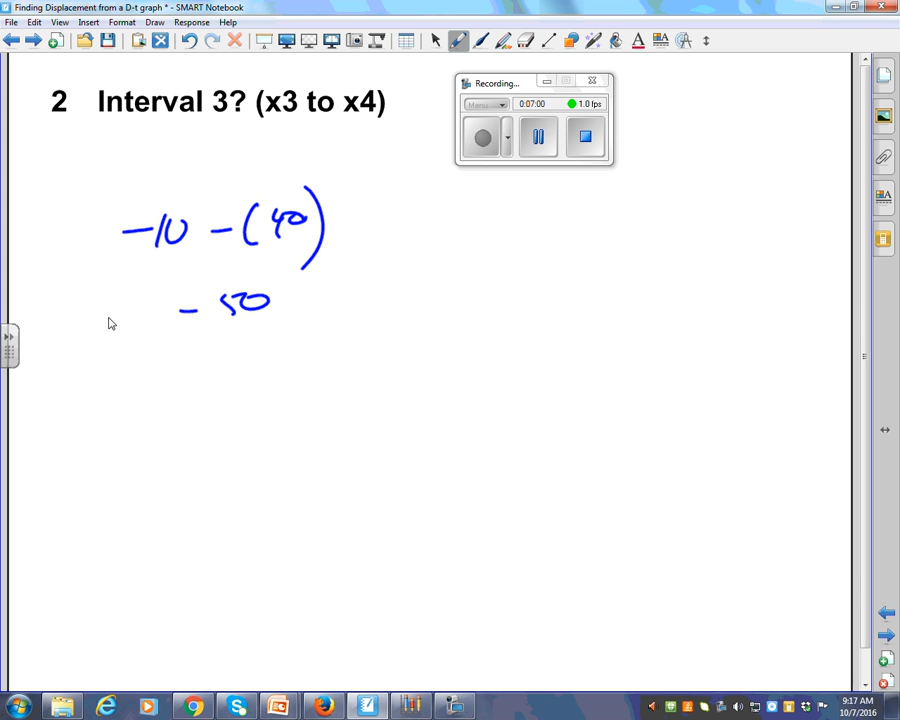 Finding Displacement from a D-t graph * - SMART Notebook
File Edit View Insert Format Draw Response Help
2 Interval 3? (x3 to x4)
Recording...
Menu 0:07:00 1.0 fps
-10 -(40)
- 50
9:17 AM
10/7/2016